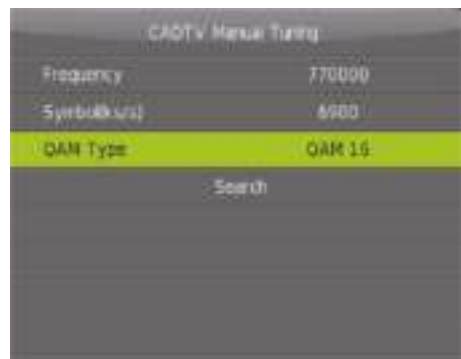 CADTV Manual Tuning
Frequency 770000
Symbol(ks/s) 6900
QAM Type QAM 16
Search